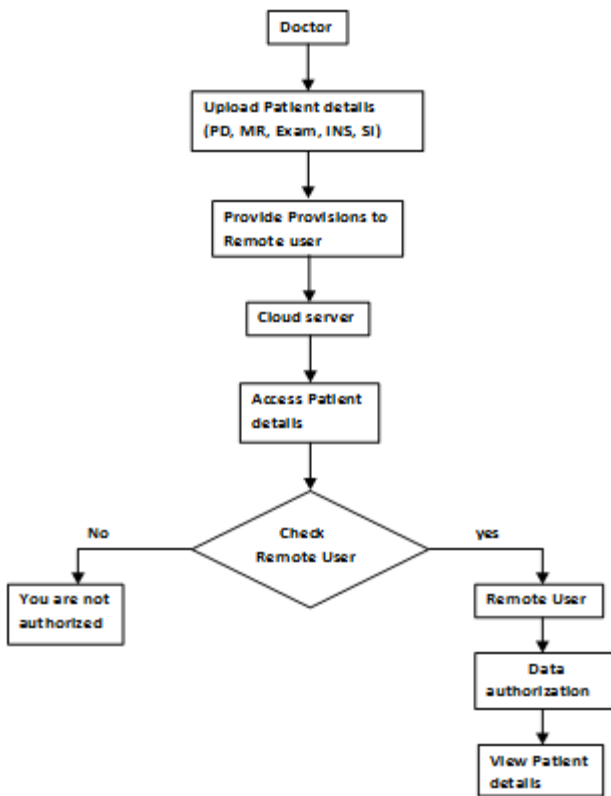 Doctor
Upload Patient details
(PD, MR, Exam, INS, SI)
Provide Provisions to
Remote user
Cloud server
Access Patient
details
Check
Remote User
No
yes
You are not
authorized
Remote User
Data
authorization
View Patient
details